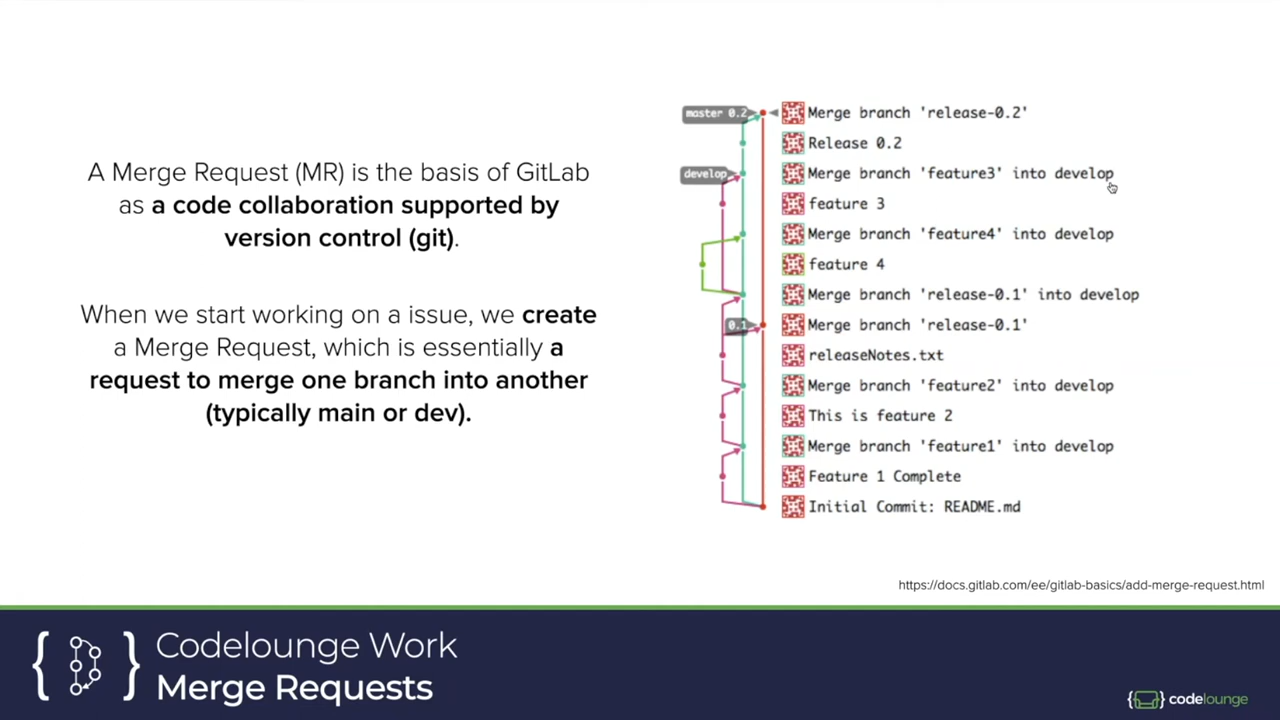 A Merge Request (MR) is the basis of GitLab
as a code collaboration supported by
version control (git).
When we start working on a issue, we create
a Merge Request, which is essentially a
request to merge one branch into another
(typically main or dev).
master 0.2
Merge branch 'release-0.2'
Release 0.2
develop
Merge branch 'feature3' into develop
feature 3
Merge branch 'feature4' into develop
feature 4
Merge branch 'release-0.1' into develop
0.1
Merge branch 'release-0.1'
releaseNotes.txt
Merge branch 'feature2' into develop
This is feature 2
Merge branch 'feature1' into develop
Feature 1 Complete
Initial Commit: README.md
https://docs.gitlab.com/ee/gitlab-basics/add-merge-request.html
Codelounge Work
Merge Requests
codelounge